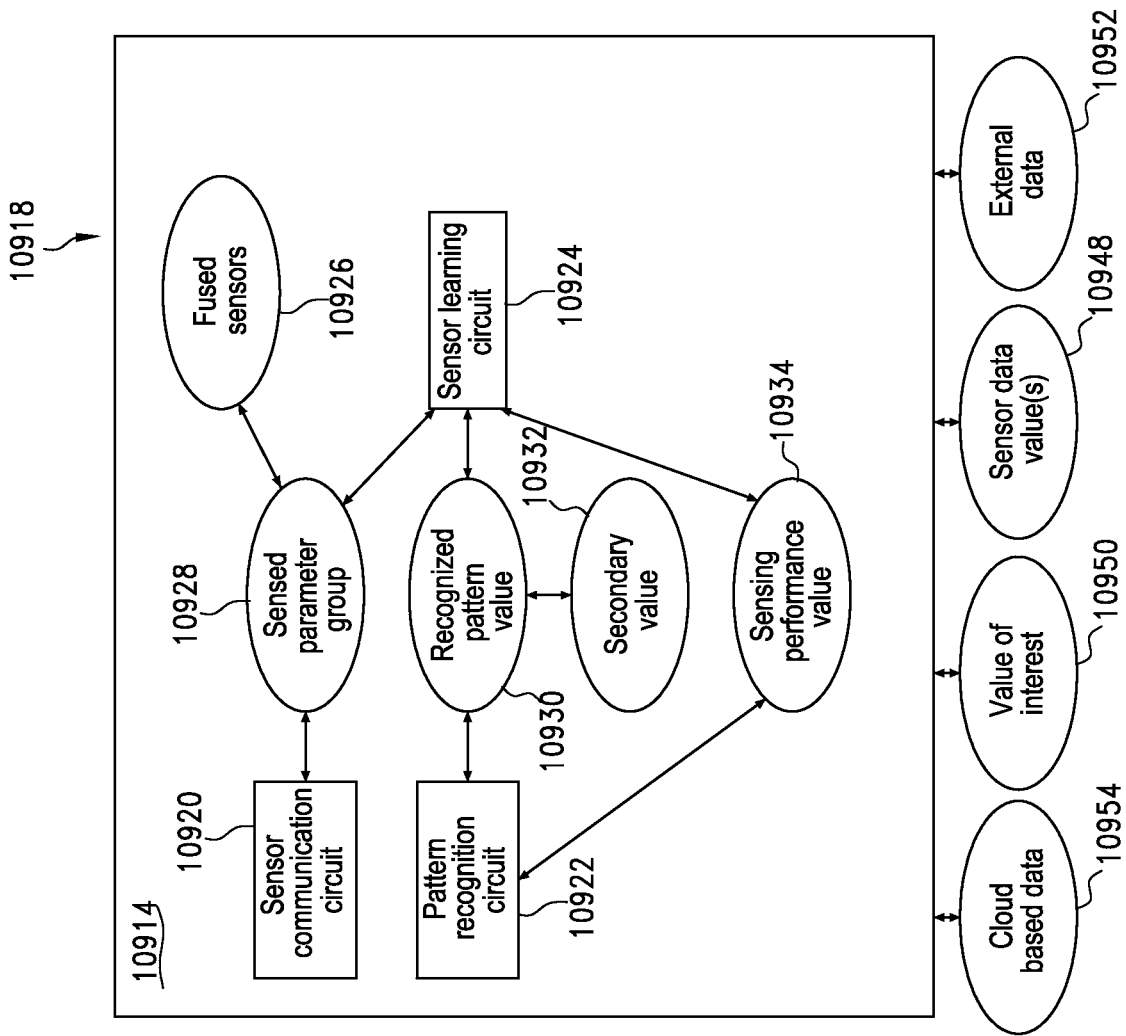 10918
10914
10920
Sensor
communication
circuit
10928
Sensed
parameter
group
Fused
sensors
10926
Pattern
recognition
circuit
10922
Recognized
pattern
value
10930
Sensor learning
circuit
10924
10932
Secondary
value
Sensing
performance
value
10934
Cloud
based data
10954
Value of
interest
10950
Sensor data
value(s)
10948
External
data
10952